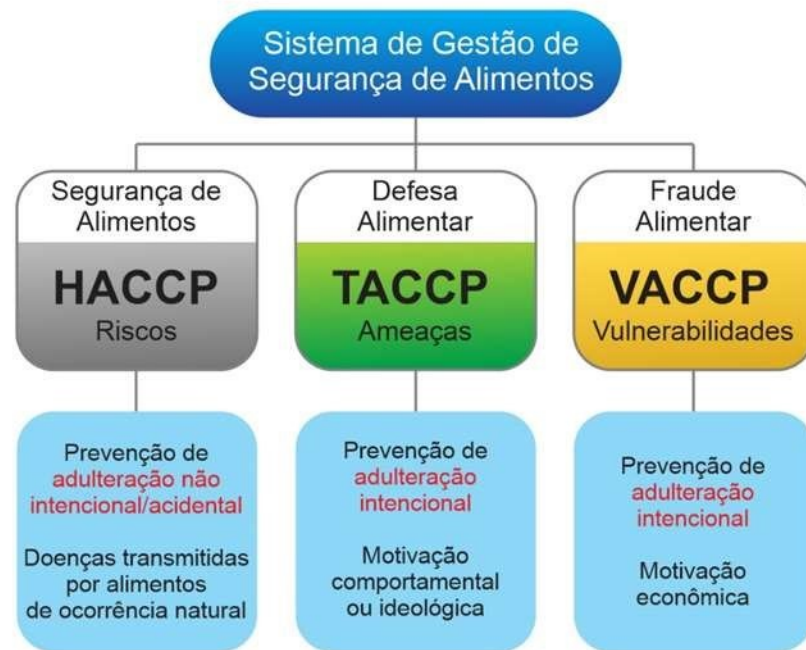 Sistema de Gestão de
Segurança de Alimentos
Segurança de
Alimentos
HACCP
Riscos
Prevenção de
adulteração não
intencional/acidental
Doenças transmitidas
por alimentos
de ocorrência natural
Defesa
Alimentar
TACCP
Ameaças
Prevenção de
adulteração
intencional
Motivação
comportamental
ou ideológica
Fraude
Alimentar
VACCP
Vulnerabilidades
Prevenção de
adulteração
intencional
Motivação
econômica